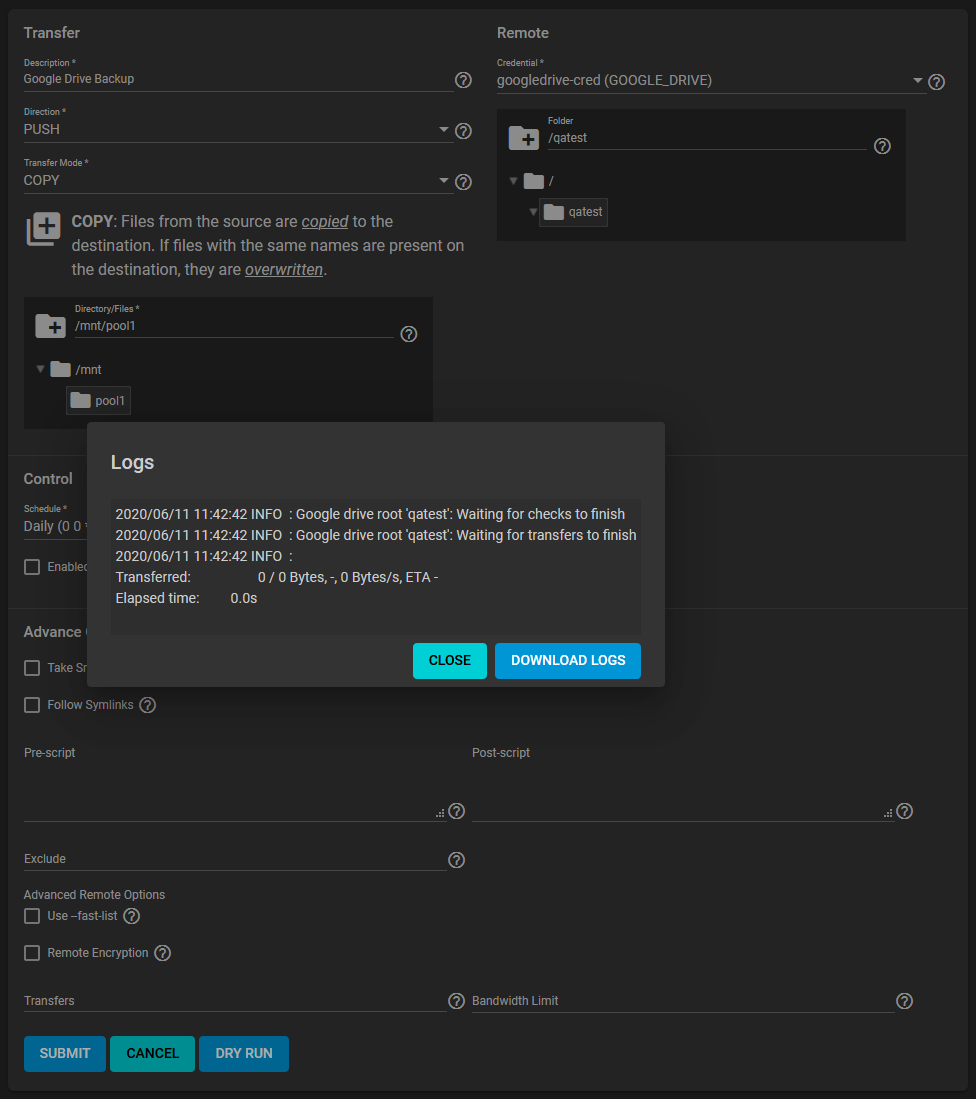 Transfer
Description *
Google Drive Backup
Direction *
PUSH
Transfer Mode *
COPY
COPY: Files from the source are copied to the
destination. If files with the same names are present on
the destination, they are overwritten.
Directory/Files *
/mnt/pool1
/mnt
pool1
Remote
Credential *
googledrive-cred (GOOGLE_DRIVE)
Folder
/qatest
/
qatest
Control
Schedule *
Daily (0 0
Enabled
Logs
2020/06/11 11:42:42 INFO : Google drive root 'qatest': Waiting for checks to finish
2020/06/11 11:42:42 INFO : Google drive root 'qatest': Waiting for transfers to finish
2020/06/11 11:42:42 INFO :
Transferred: 0 / 0 Bytes, -, 0 Bytes/s, ETA -
Elapsed time: 0.0s
CLOSE
DOWNLOAD LOGS
Advance
Take
Follow Symlinks
Pre-script
Post-script
Exclude
Advanced Remote Options
Use --fast-list
Remote Encryption
Transfers
Bandwidth Limit
SUBMIT
CANCEL
DRY RUN